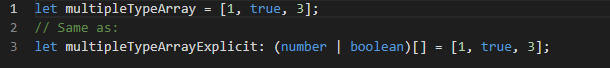 1 let multipleTypeArray = [1, true, 3];
2 // Same as:
3 let multipleTypeArrayExplicit: (number | boolean)[] = [1, true, 3];